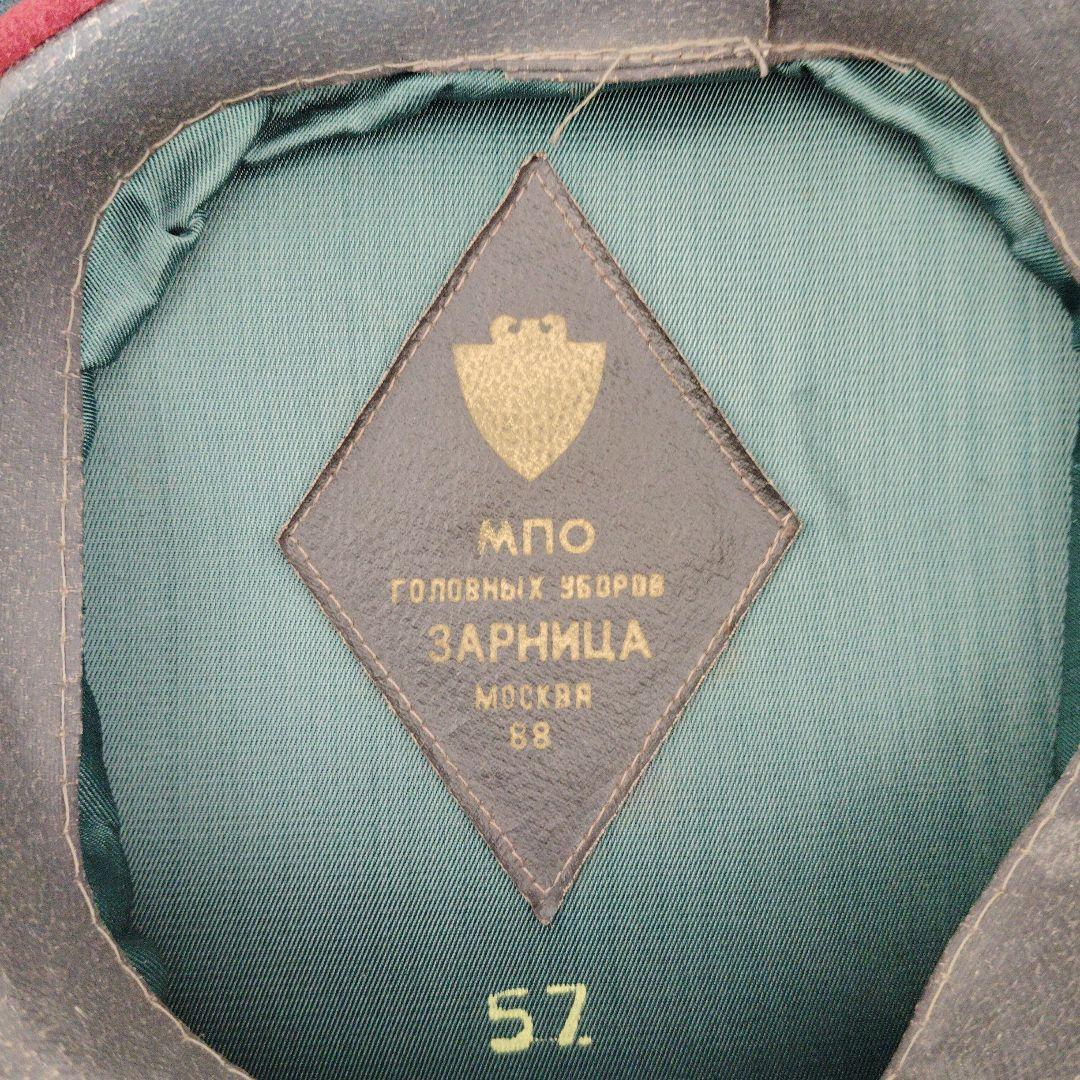 МПО
ГОЛОВНЫХ УБОРОВ
ЗАРНИЦА
МОСКВА
88
57.